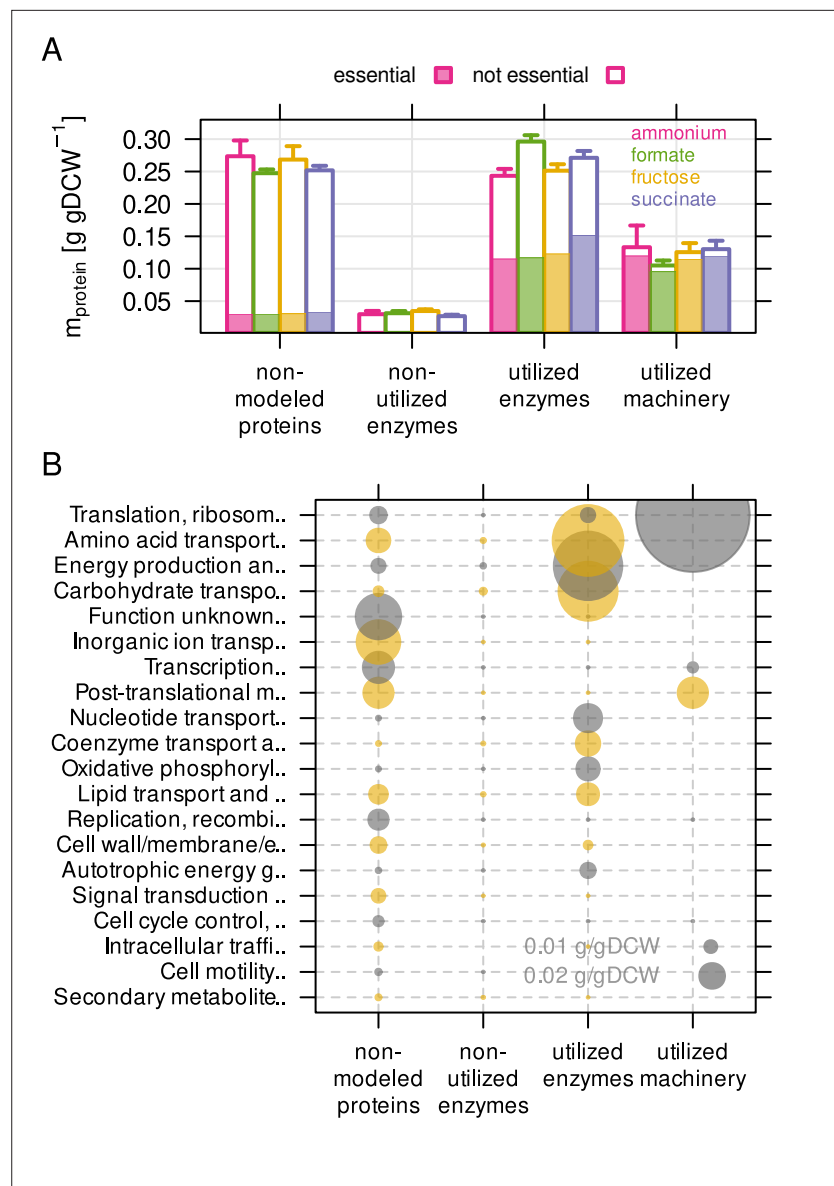 A
essential not essential
m_protein [g gDCW⁻¹]
0.30
0.25
0.20
0.15
0.10
0.05
ammonium
formate
fructose
succinate
non-
modeled
proteins
non-
utilized
enzymes
utilized
enzymes
utilized
machinery
B
Translation, ribosom..
Amino acid transport..
Energy production an..
Carbohydrate transpo..
Function unknown..
Inorganic ion transp..
Transcription..
Post-translational m..
Nucleotide transport..
Coenzyme transport a..
Oxidative phosphoryl..
Lipid transport and ..
Replication, recombi..
Cell wall/membrane/e..
Autotrophic energy g..
Signal transduction ..
Cell cycle control, ..
Intracellular traffi..
Cell motility..
Secondary metabolite..
0.01 g/gDCW
0.02 g/gDCW
non-
modeled
proteins
non-
utilized
enzymes
utilized
enzymes
utilized
machinery